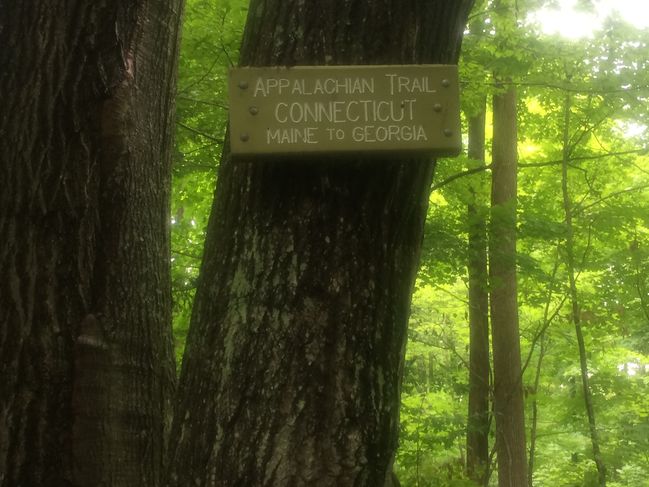 APPALACHIAN TRAIL
CONNECTICUT
MAINE TO GEORGIA